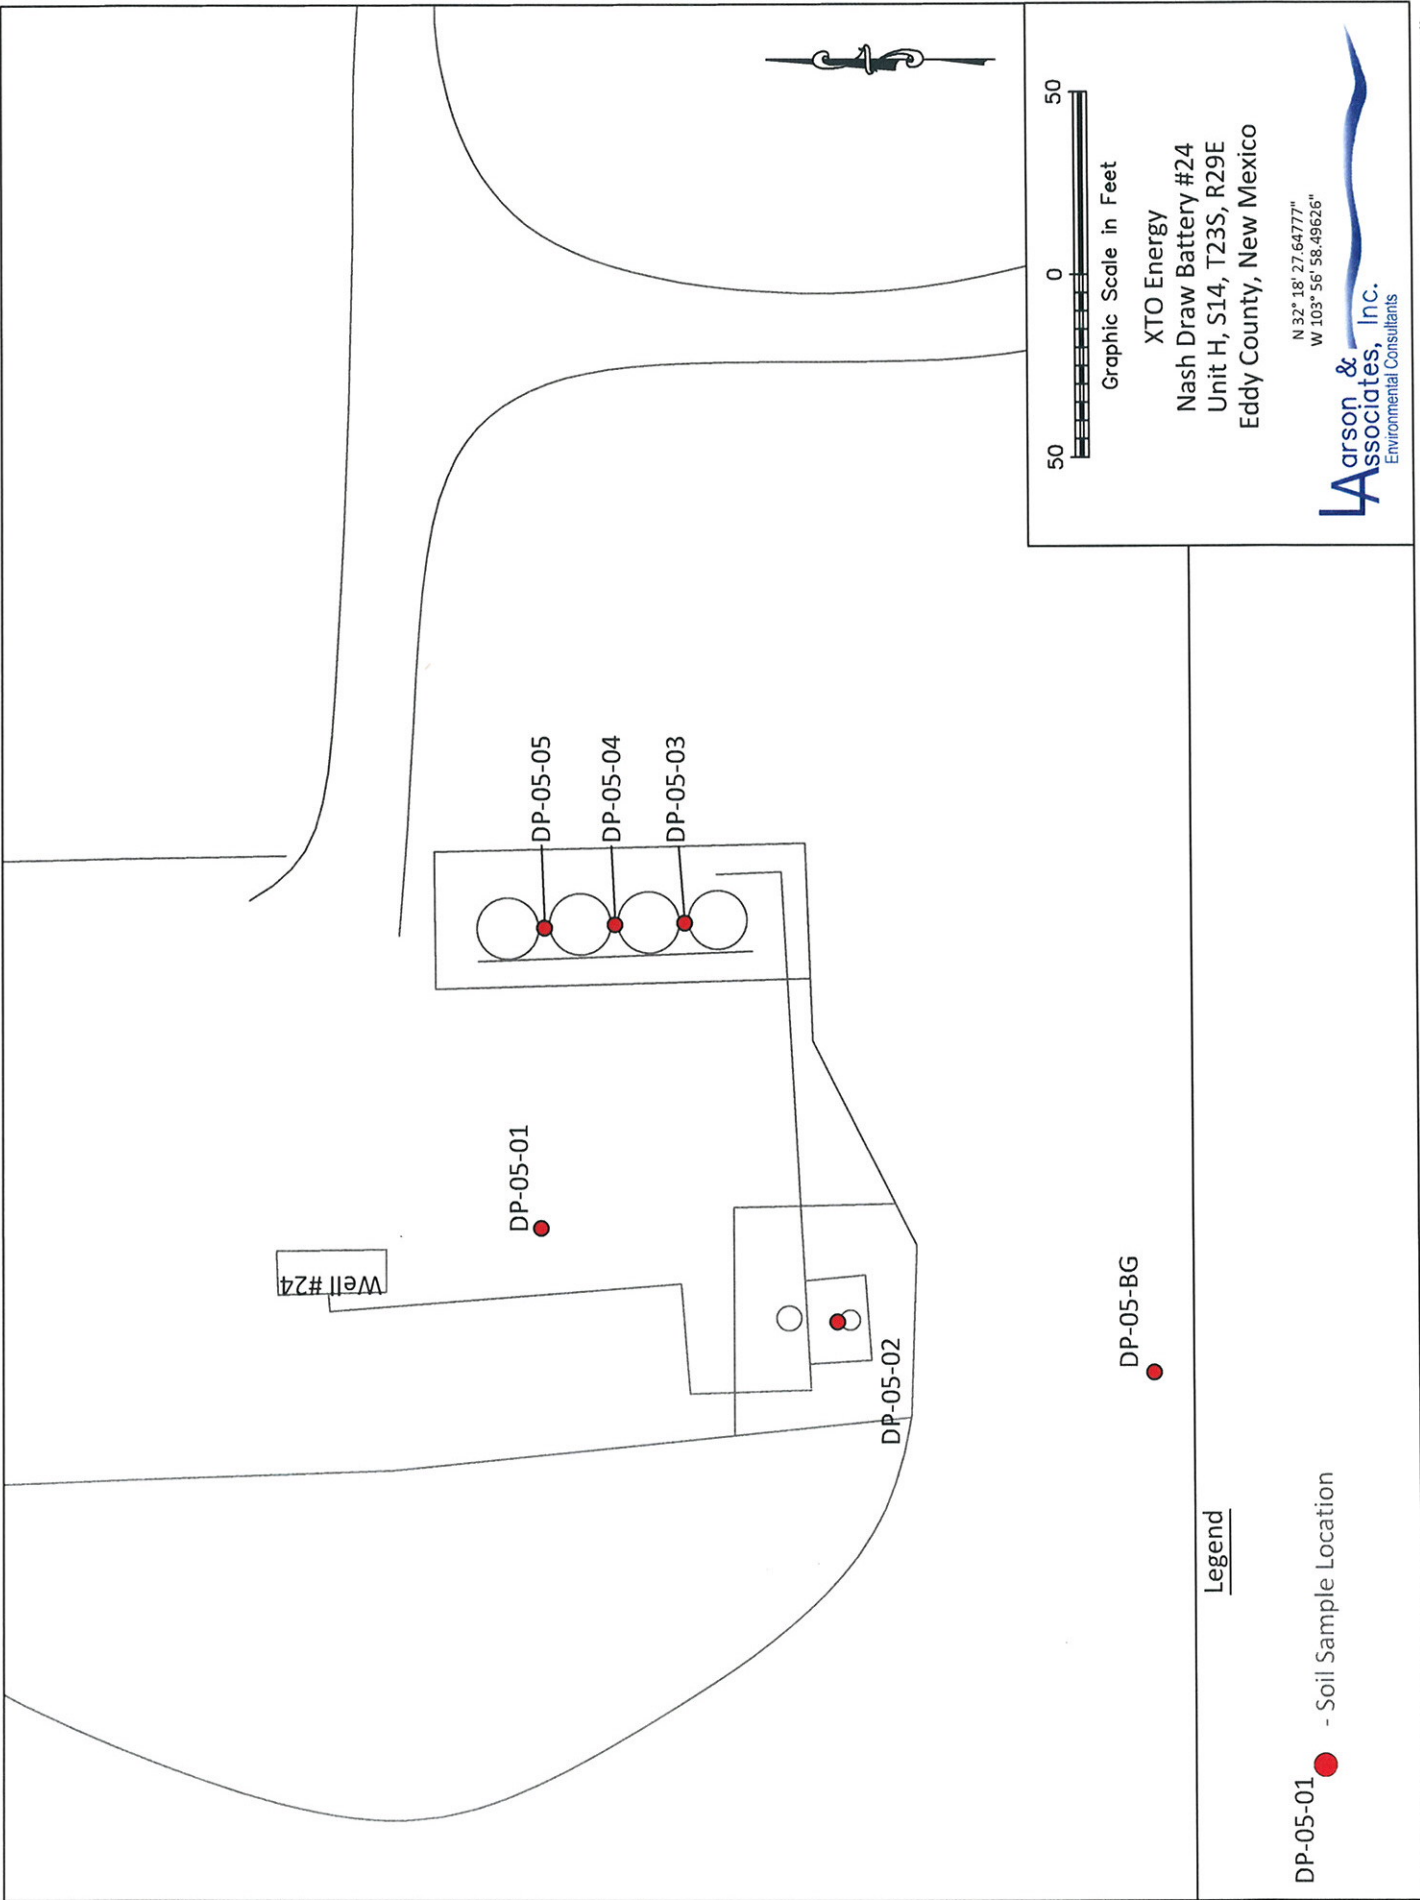 Well #24
DP-05-01
DP-05-05
DP-05-04
DP-05-03
DP-05-02
DP-05-BG
Legend
DP-05-01
- Soil Sample Location
50 0 50
Graphic Scale in Feet
XTO Energy
Nash Draw Battery #24
Unit H, S14, T23S, R29E
Eddy County, New Mexico
N 32° 18' 27.64777"
W 103° 56' 58.49626"
Larson &
Associates, Inc.
Environmental Consultants